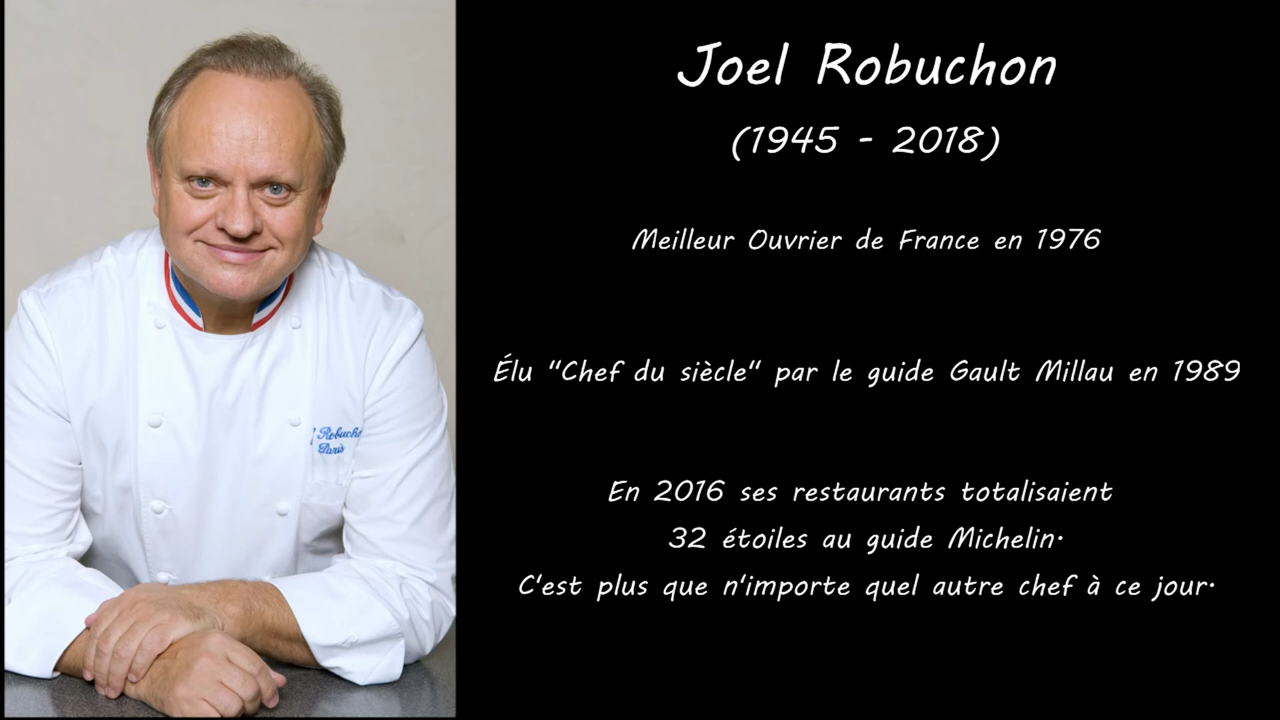 Joel Robuchon
(1945 - 2018)
Meilleur Ouvrier de France en 1976
Élu "Chef du siècle" par le guide Gault Millau en 1989
En 2016 ses restaurants totalisaient
32 étoiles au guide Michelin.
C'est plus que n'importe quel autre chef à ce jour.
Paris